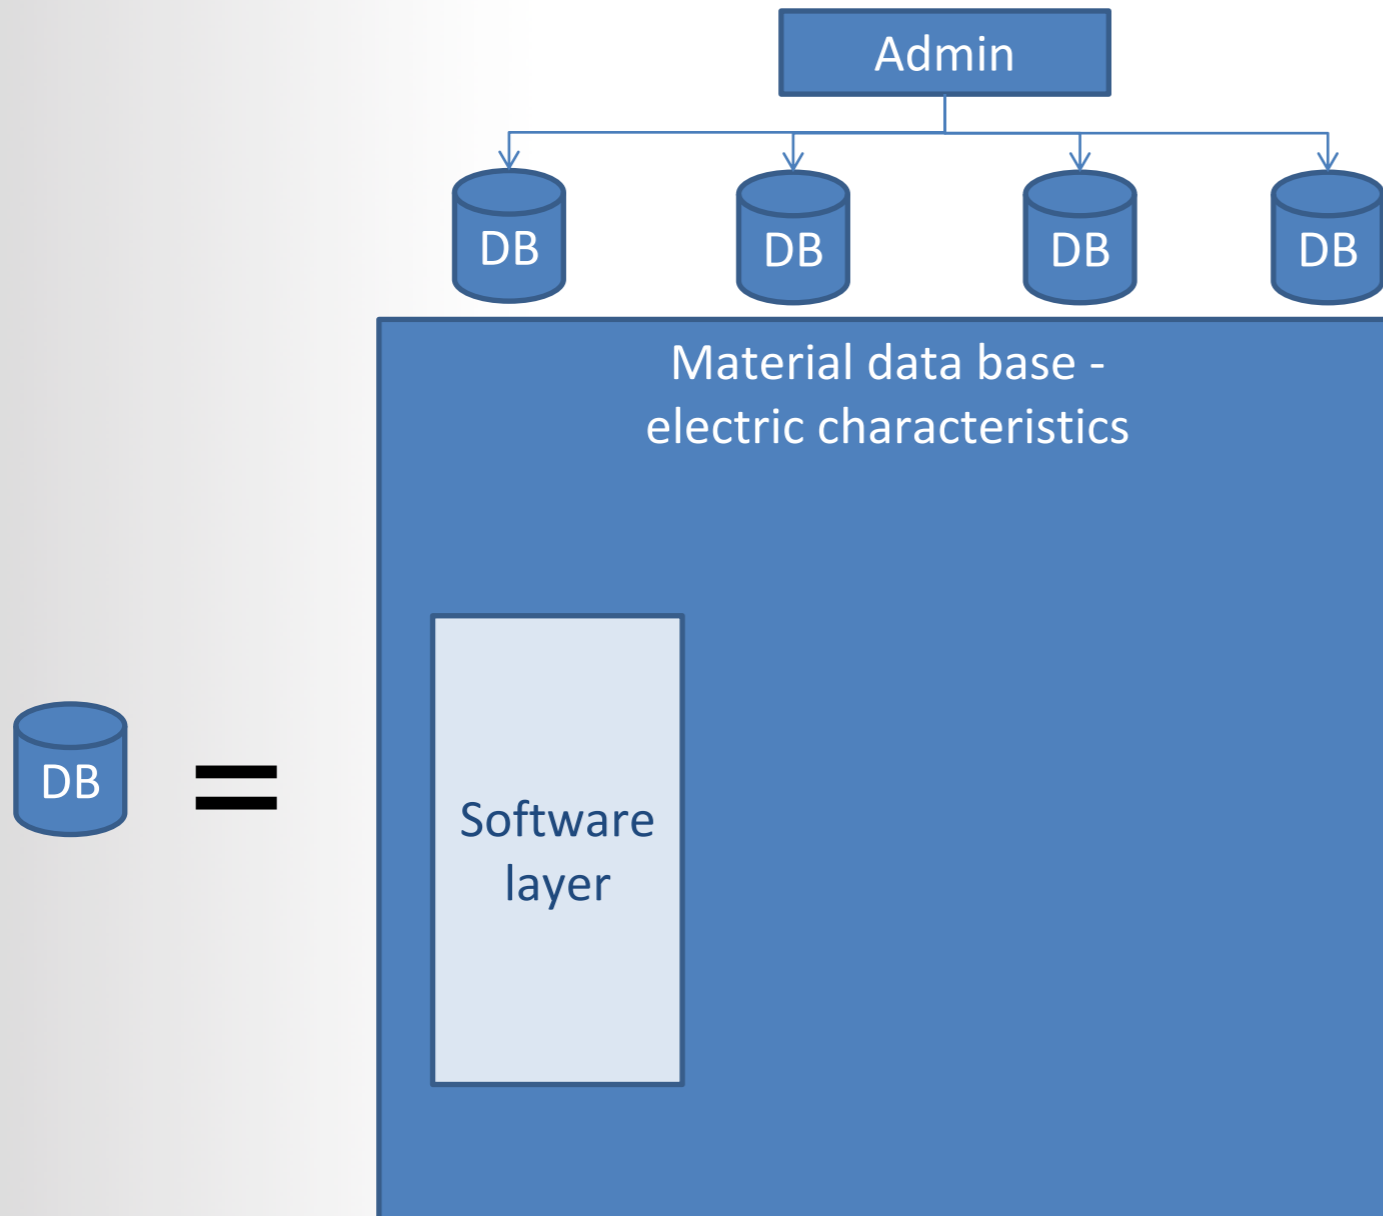 Admin
DB
DB
DB
DB
Material data base -
electric characteristics
DB
=
Software
layer